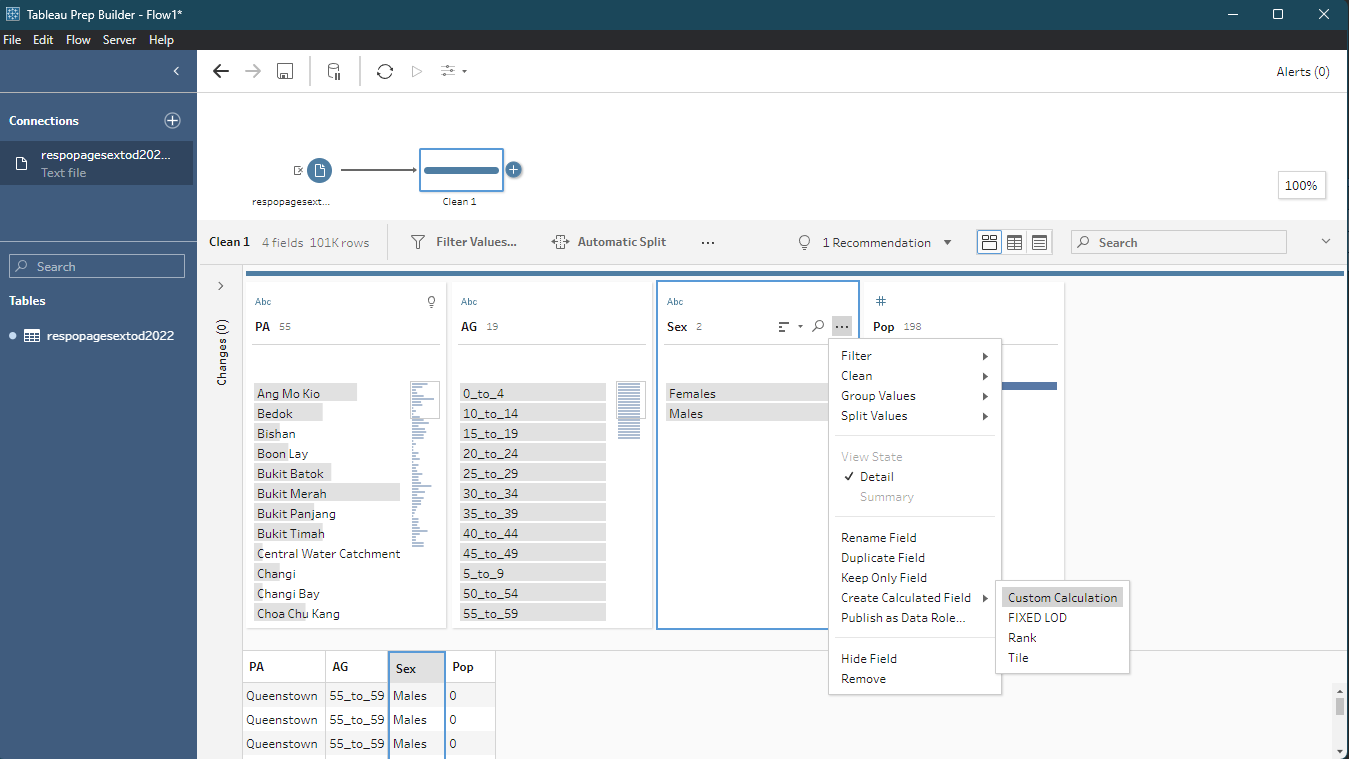 Tableau Prep Builder - Flow1*
File Edit Flow Server Help
Alerts (0)
Connections
respopagesextod202...
Text file
respopagesext...
Clean 1
100%
Clean 1 4 fields 101K rows Filter Values... Automatic Split ... 1 Recommendation Search
Search
Tables
respopagesextod2022
Changes (0)
Abc
PA 55
Ang Mo Kio
Bedok
Bishan
Boon Lay
Bukit Batok
Bukit Merah
Bukit Panjang
Bukit Timah
Central Water Catchment
Changi
Changi Bay
Choa Chu Kang
Abc
AG 19
0_to_4
10_to_14
15_to_19
20_to_24
25_to_29
30_to_34
35_to_39
40_to_44
45_to_49
5_to_9
50_to_54
55_to_59
Abc
Sex 2
Females
Males
#
Pop 198
Filter
Clean
Group Values
Split Values
View State
Detail
Summary
Rename Field
Duplicate Field
Keep Only Field
Create Calculated Field
Publish as Data Role...
Hide Field
Remove
Custom Calculation
FIXED LOD
Rank
Tile
PA AG Sex Pop
Queenstown 55_to_59 Males 0
Queenstown 55_to_59 Males 0
Queenstown 55_to_59 Males 0